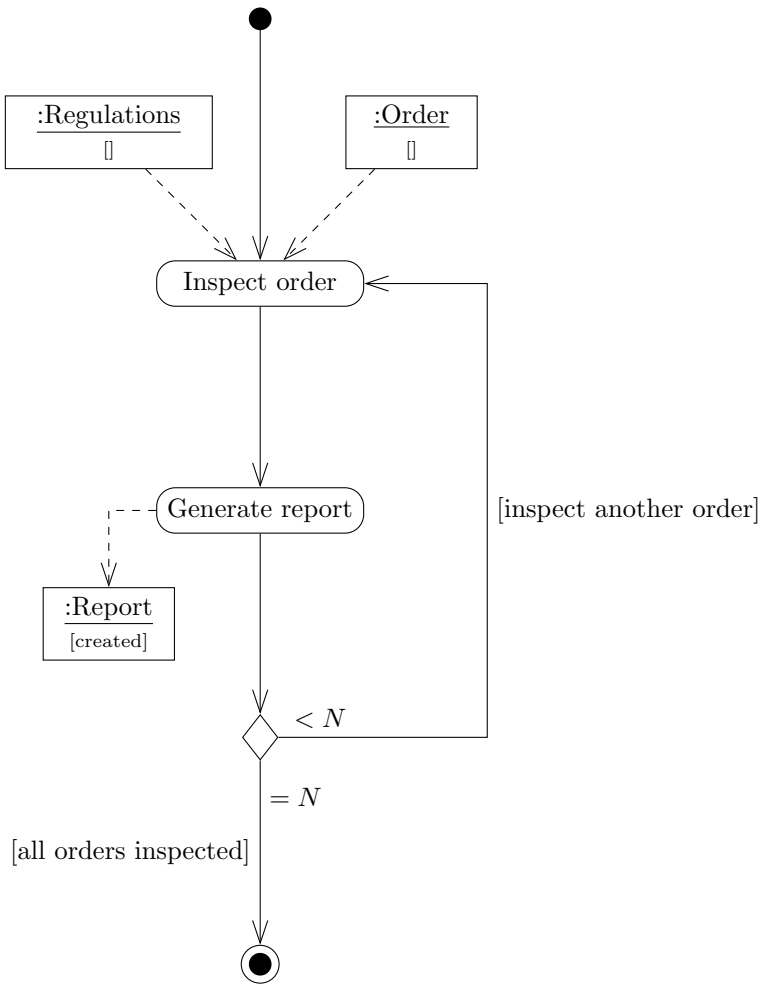 :Regulations
[]
:Order
[]
Inspect order
Generate report
[inspect another order]
:Report
[created]
< N
= N
[all orders inspected]